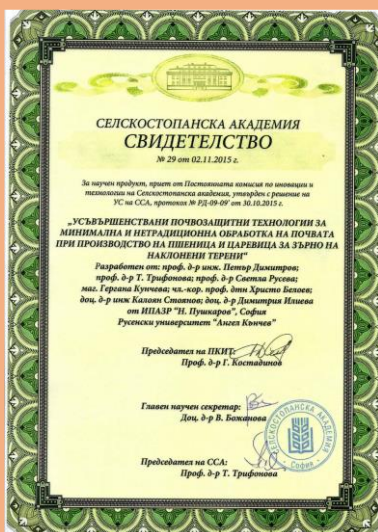 СЕЛСКОСТОПАНСКА АКАДЕМИЯ
СВИДЕТЕЛСТВО
№ 29 от 02.11.2015 г.
За научен продукт, приет от Постоянната комисия по иновации и
технологии на Селскостопанска академия, утвърден с решение на
УС на ССА, протокол № РД-09-09' от 30.10.2015 г.
„УСЪВЪРШЕНСТВАНИ ПОЧВОЗАЩИТНИ ТЕХНОЛОГИИ ЗА
МИНИМАЛНА И НЕТРАДИЦИОННА ОБРАБОТКА НА ПОЧВАТА
ПРИ ПРОИЗВОДСТВО НА ПШЕНИЦА И ЦАРЕВИЦА ЗА ЗЪРНО НА
НАКЛОНЕНИ ТЕРЕНИ“
Разработен от: проф. д-р инж. Петър Димитров;
проф. д-р Т. Трифонова; проф. д-р Светла Русева;
маг. Гергана Кунчева; чл.-кор. проф. дтн Христо Белоев;
доц. д-р инж Калоян Стоянов; доц. д-р Димитрия Илиева
от ИПАЗР "Н. Пушкаров", София
Русенски университет "Ангел Кънчев"
Председател на ПКИТ:
Проф. д-р Г. Костадинов
Главен научен секретар:
Доц. д-р В. Божанова
Председател на ССА:
Проф. д-р Т. Трифонова
СЕЛСКОСТОПАНСКА АКАДЕМИЯ
София